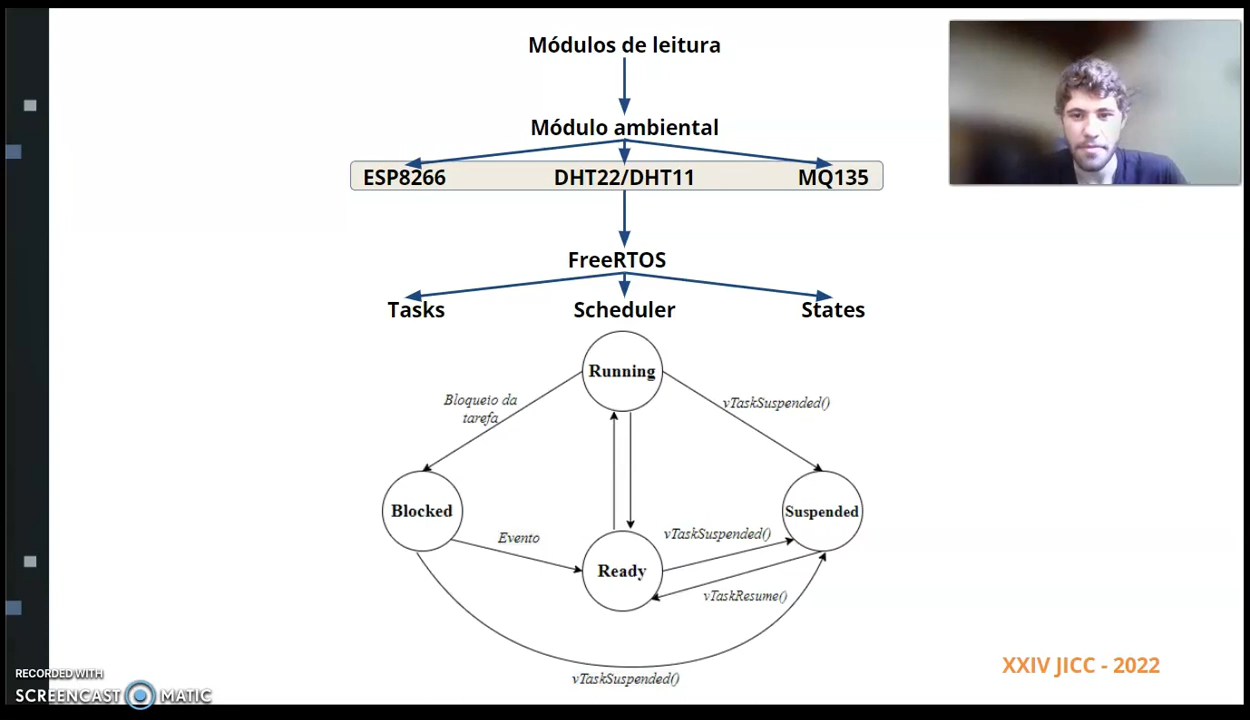 Módulos de leitura
Módulo ambiental
ESP8266 DHT22/DHT11 MQ135
FreeRTOS
Tasks Scheduler States
Running
Bloqueio da
tarefa
vTaskSuspended()
Blocked
Suspended
Evento
vTaskSuspended()
Ready
vTaskResume()
vTaskSuspended()
XXIV JICC - 2022
RECORDED WITH
SCREENCAST MATIC